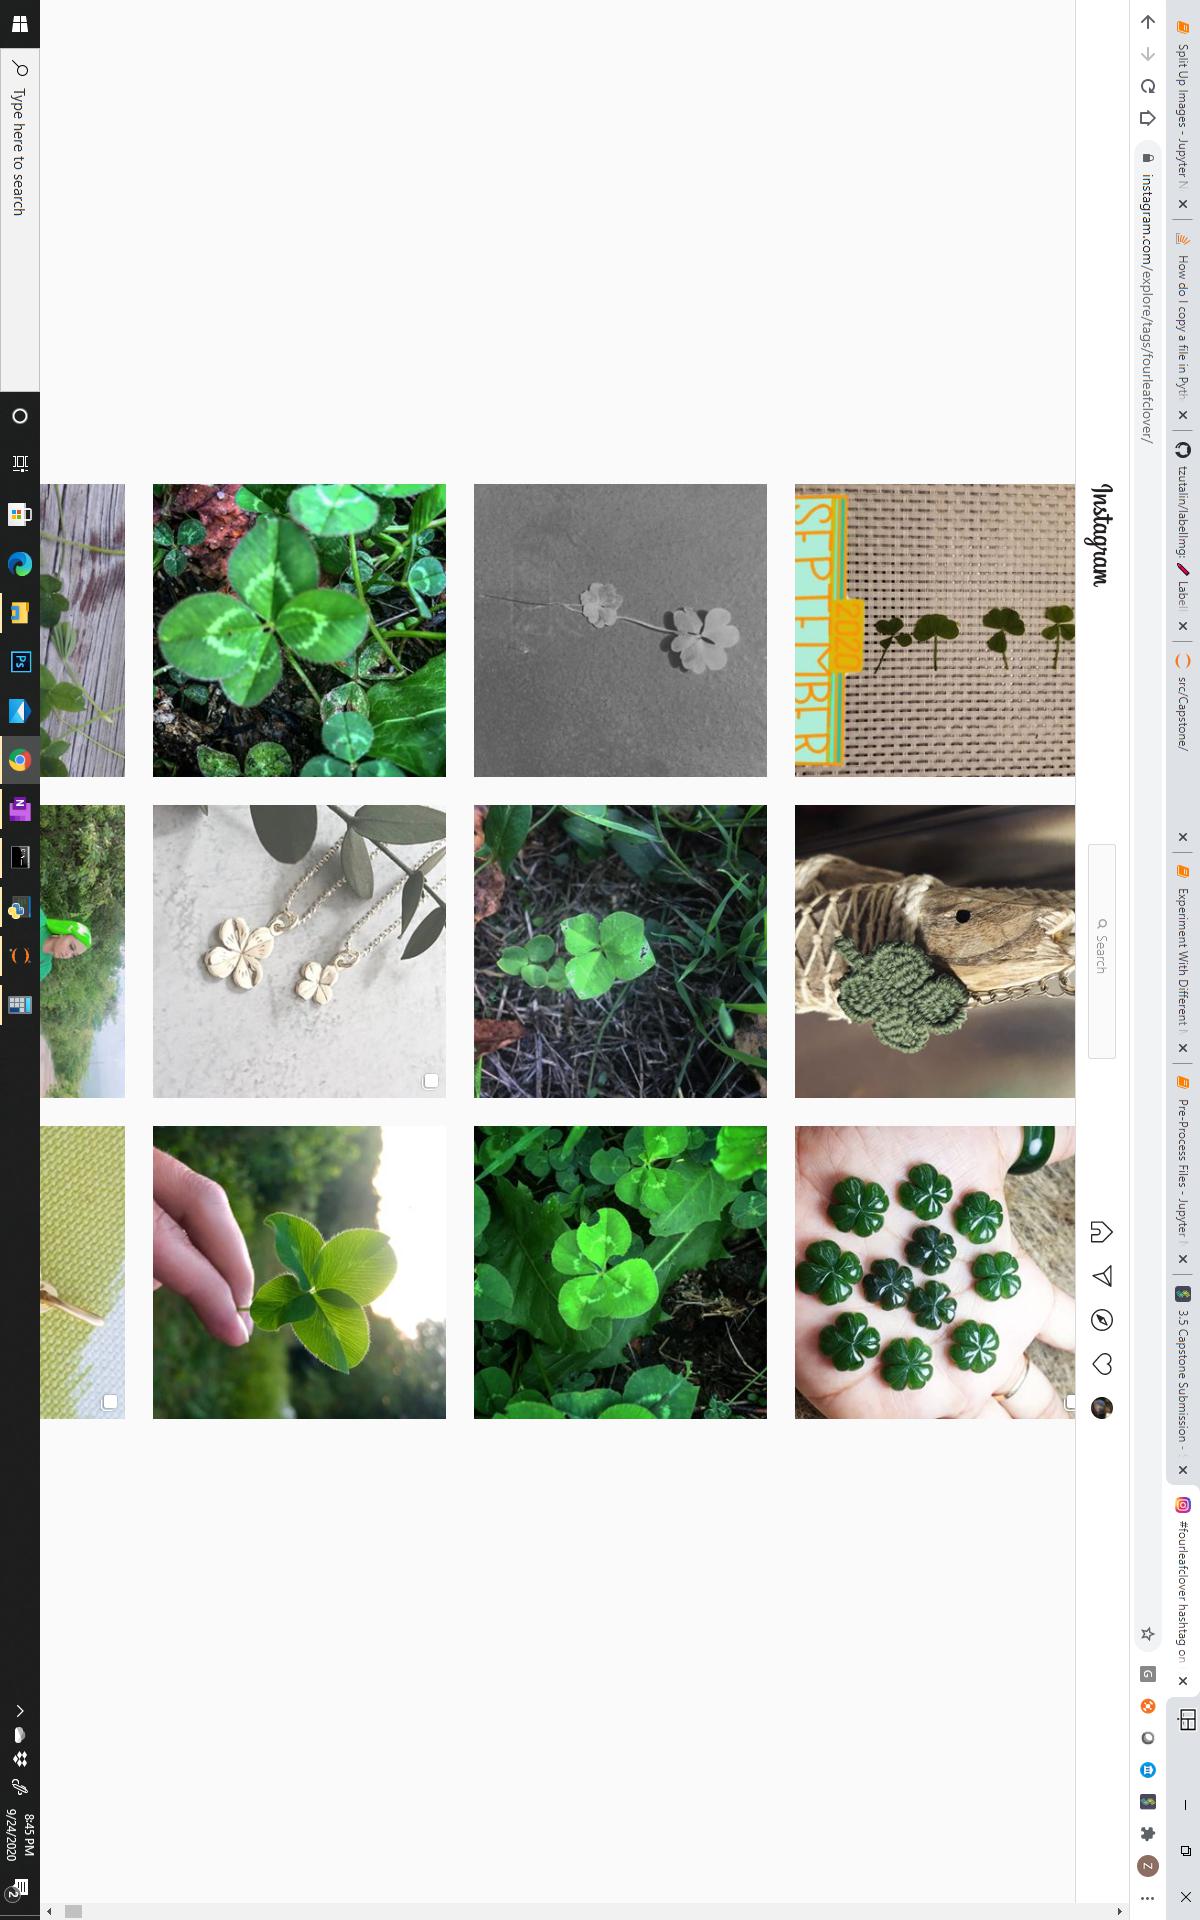 Split Up Images - Jupyter N
How do I copy a file in Pyth
tzutalin/labelImg: 🖍 Label
src/Capstone/
Experiment With Different M
Pre-Process Files - Jupyter
3.5 Capstone Submission -
#fourleafclover hashtag on
instagram.com/explore/tags/fourleafclover/
G
Z
Instagram
Search
2020
SEPTEMBER
Type here to search
Ps
N
8:45 PM
9/24/2020
2